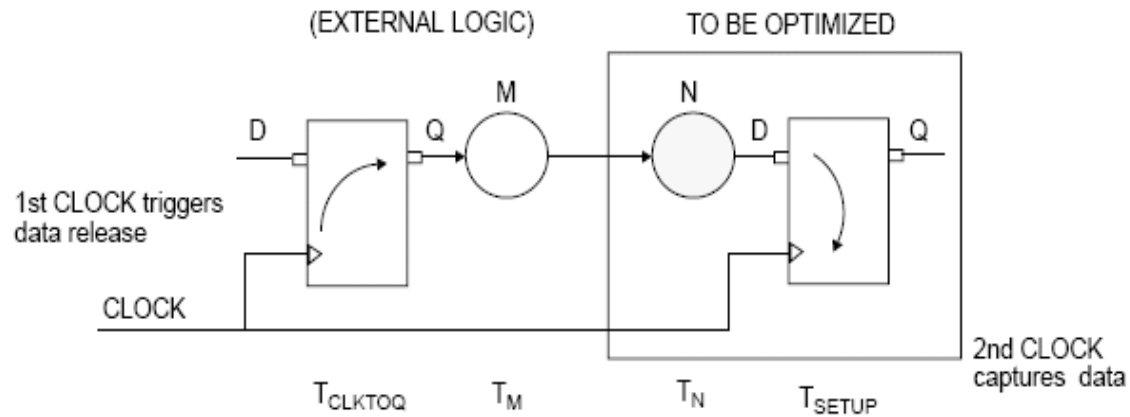 (EXTERNAL LOGIC)
TO BE OPTIMIZED
M
N
D
Q
D
Q
1st CLOCK triggers
data release
CLOCK
2nd CLOCK
captures data
T_CLKTOQ
T_M
T_N
T_SETUP